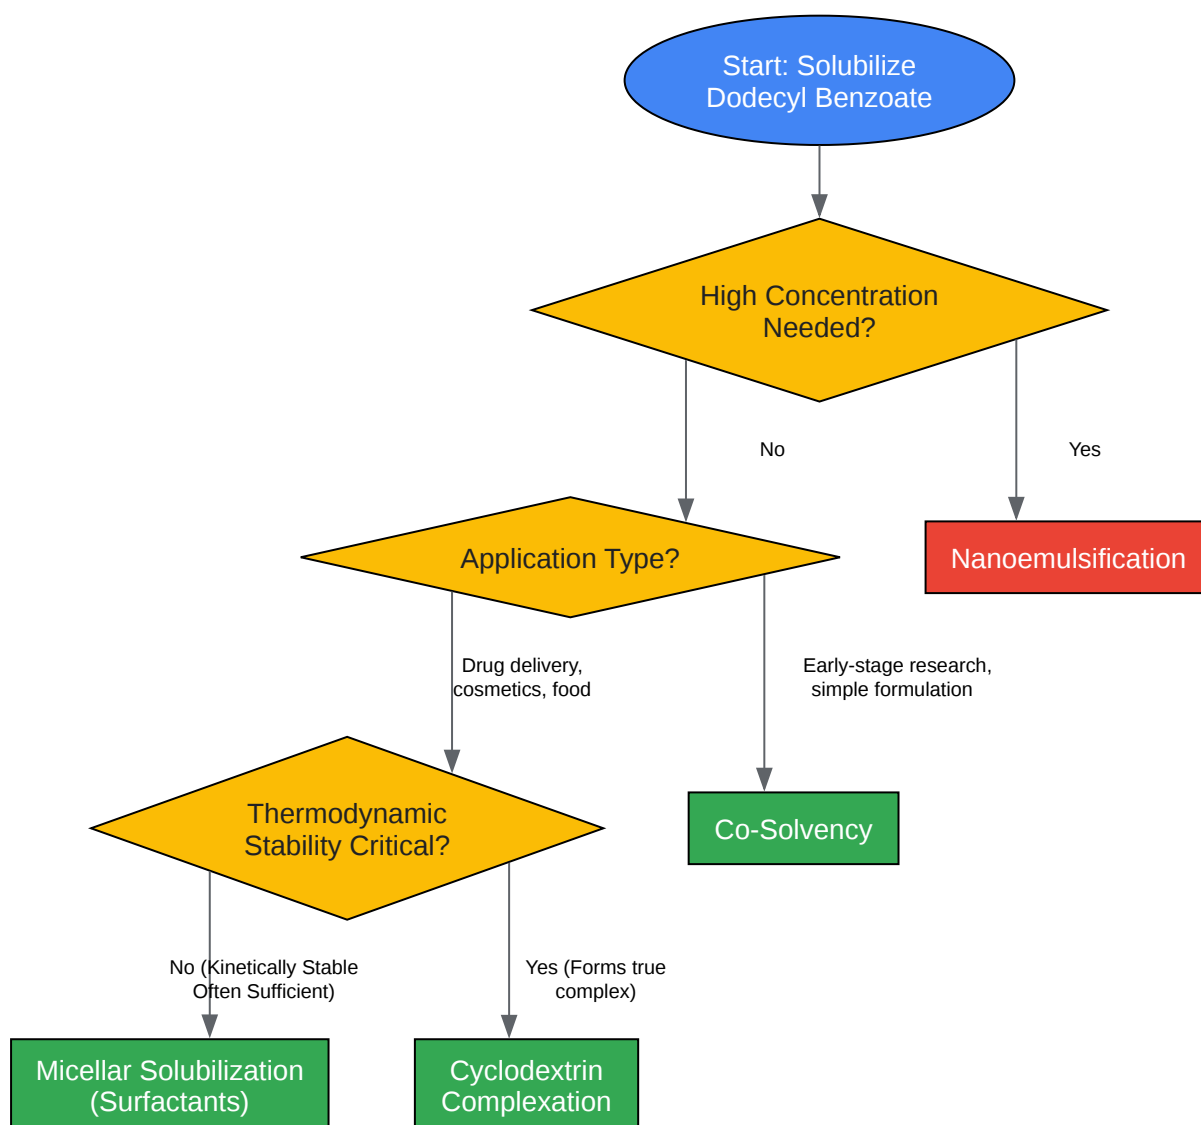 Start: Solubilize
Dodecyl Benzoate
High Concentration
Needed?
No
Yes
Application Type?
Nanoemulsification
Drug delivery,
cosmetics, food
Early-stage research,
simple formulation
Thermodynamic
Stability Critical?
Co-Solvency
No (Kinetically Stable
Often Sufficient)
Yes (Forms true
complex)
Micellar Solubilization
(Surfactants)
Cyclodextrin
Complexation